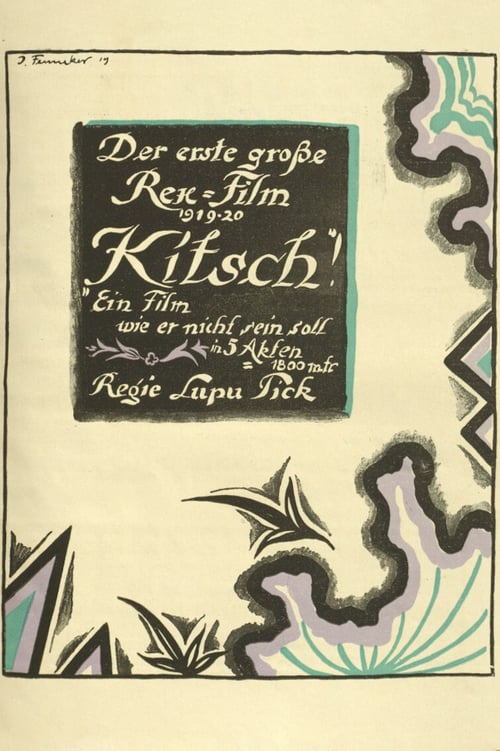 J. Fenneker 19
Der erste große
Rex=Film
1919-20
Kitsch"!
"Ein Film
wie er nicht sein soll
in 5 Akten
= 1800 mtr
Regie Lupu Pick